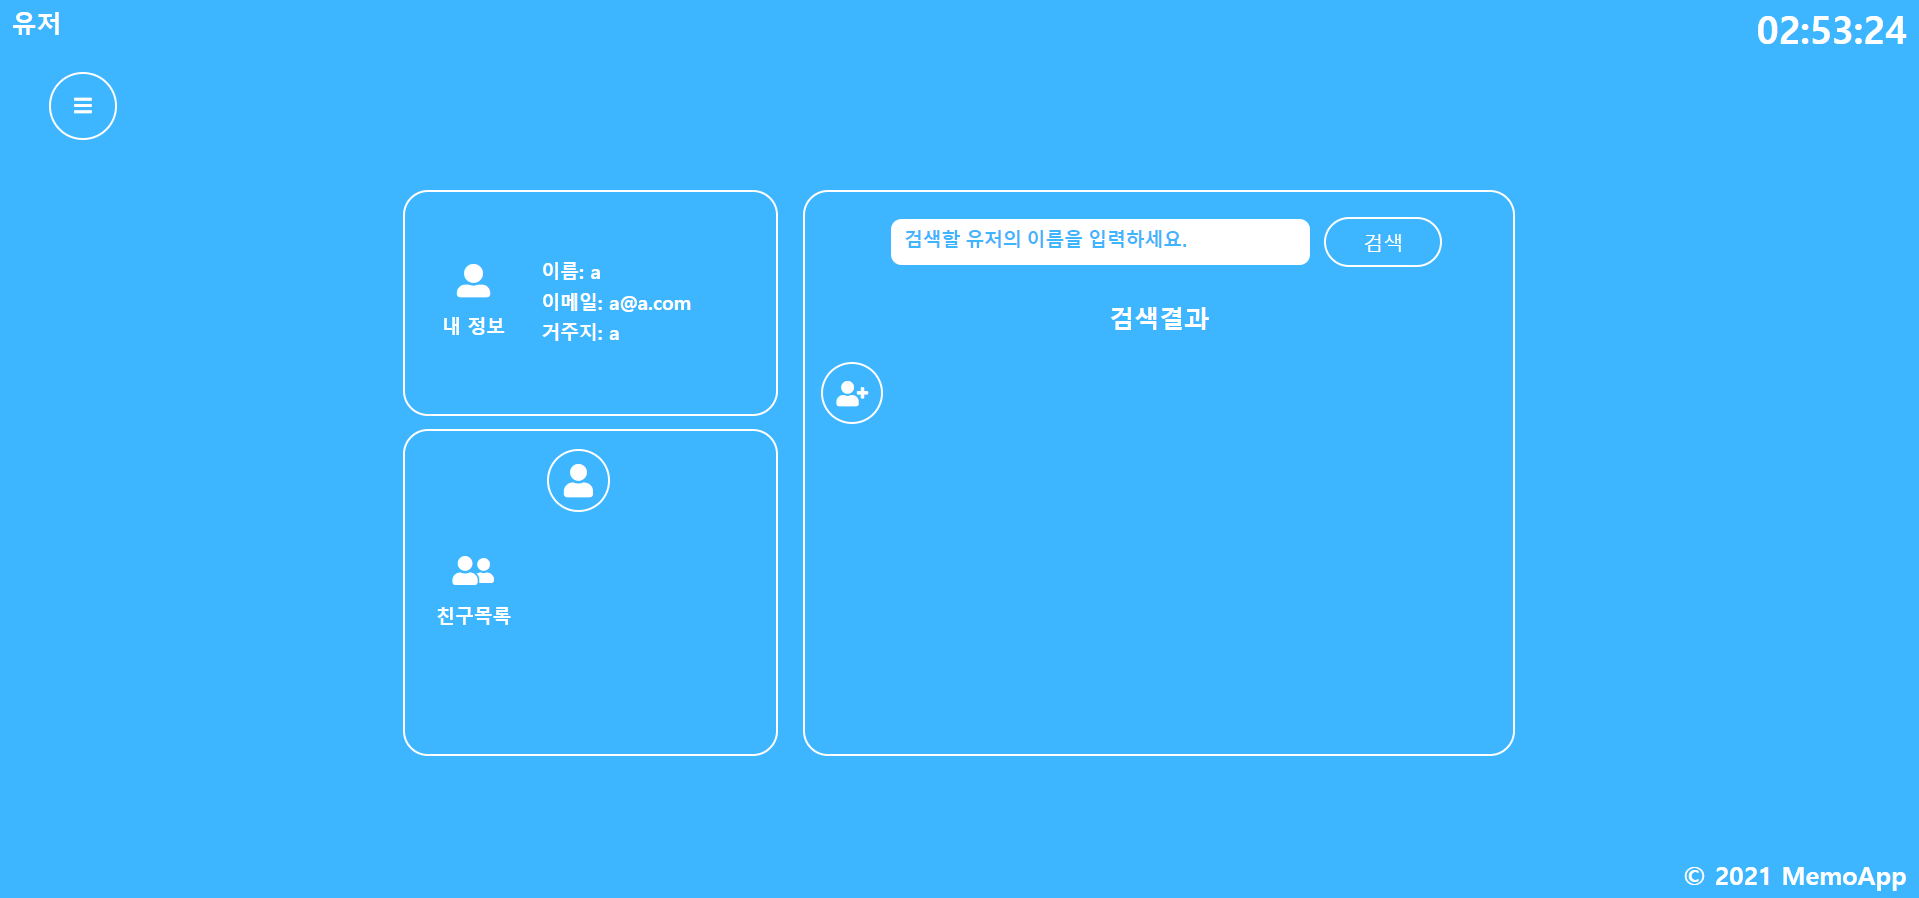 유저
02:53:24
내 정보
이름: a
이메일: a@a.com
거주지: a
친구목록
검색할 유저의 이름을 입력하세요.
검색
검색결과
© 2021 MemoApp